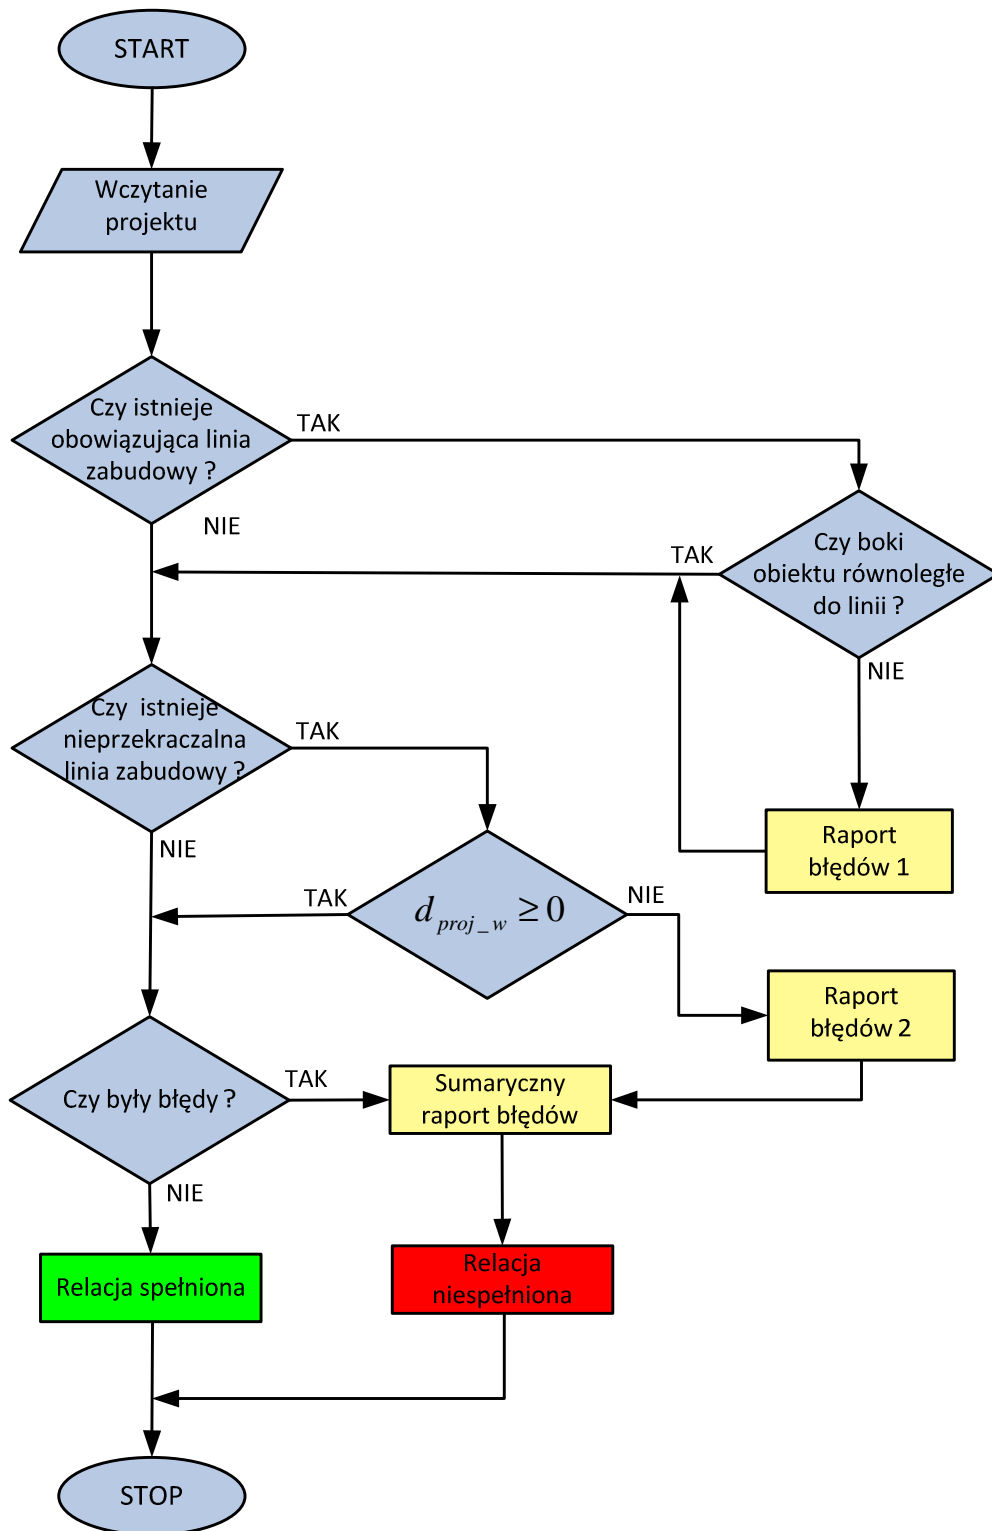 START
Wczytanie
projektu
Czy istnieje
obowiązująca linia
zabudowy ?
TAK
NIE
Czy boki
obiektu równoległe
do linii ?
TAK
NIE
Raport
błędów 1
Czy istnieje
nieprzekraczalna
linia zabudowy ?
TAK
NIE
d proj_w ≥ 0
TAK
NIE
Raport
błędów 2
Czy były błędy ?
TAK
NIE
Sumaryczny
raport błędów
Relacja spełniona
Relacja
niespełniona
STOP